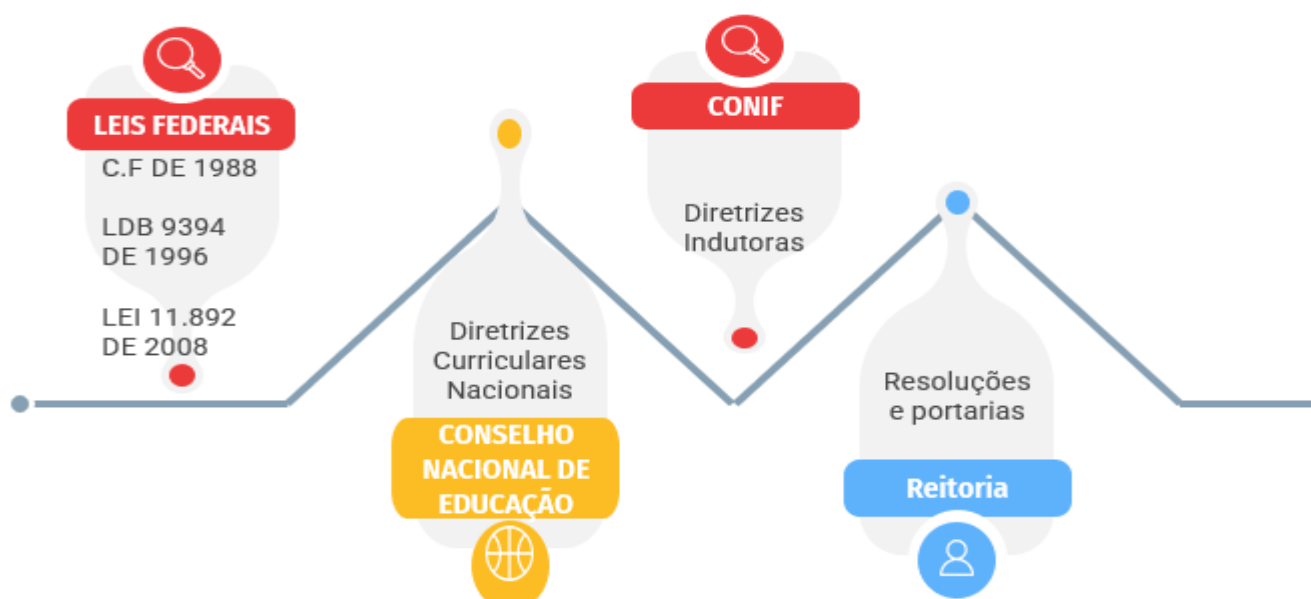 LEIS FEDERAIS
C.F DE 1988
LDB 9394
DE 1996
LEI 11.892
DE 2008
Diretrizes
Curriculares
Nacionais
CONSELHO
NACIONAL DE
EDUCAÇÃO
CONIF
Diretrizes
Indutoras
Resoluções
e portarias
Reitoria